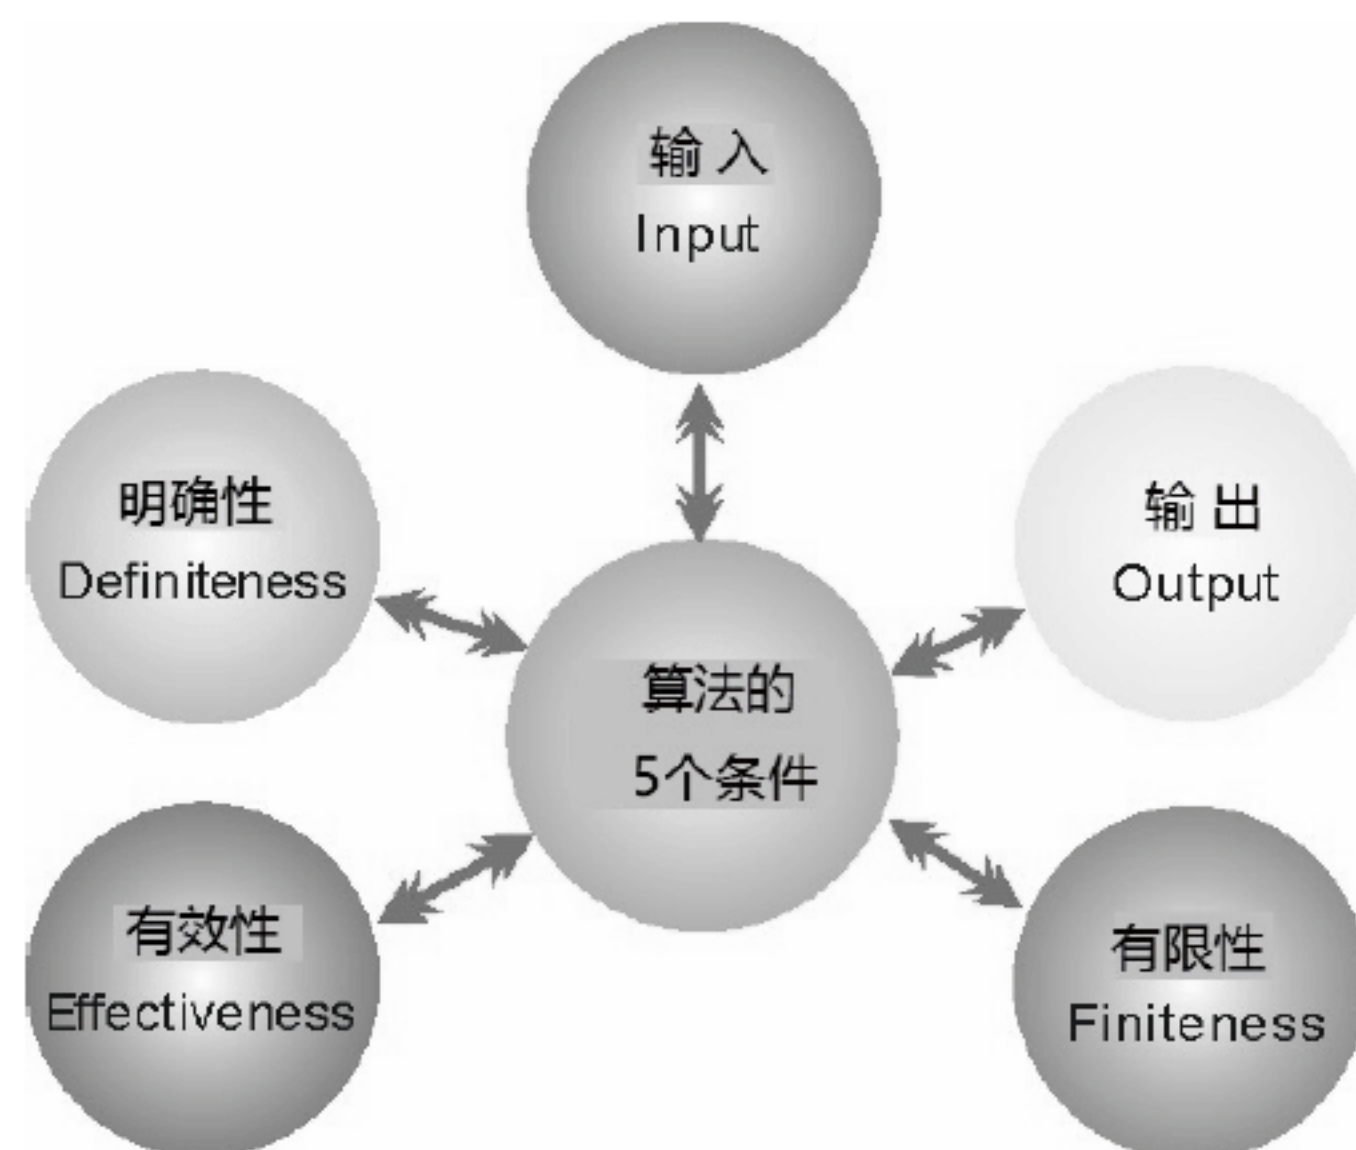 输入
Input
明确性
Definiteness
输出
Output
算法的
5个条件
有效性
Effectiveness
有限性
Finiteness